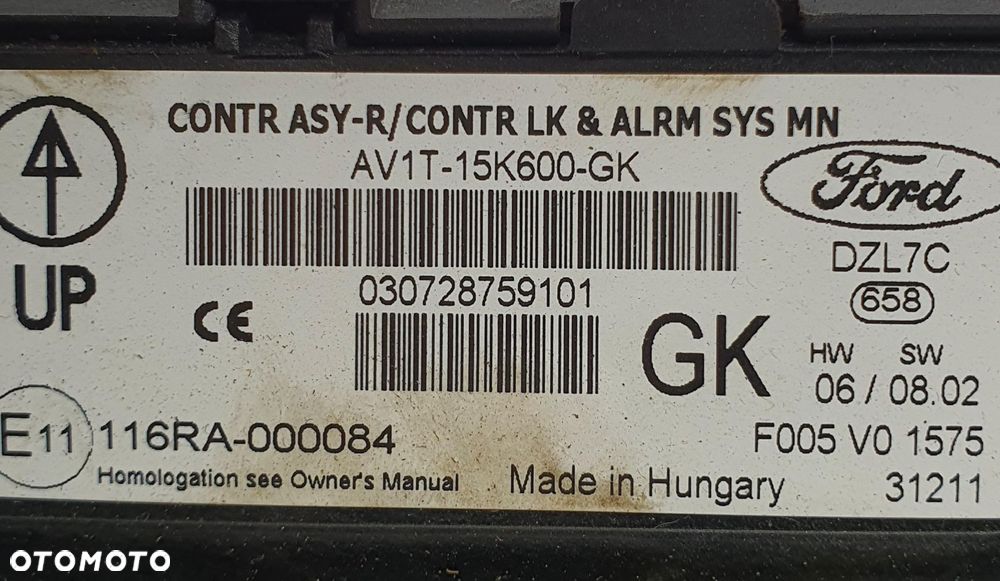 CONTR ASY-R/CONTR LK & ALRM SYS MN
AV1T-15K600-GK
Ford
DZL7C
658
030728759101
UP
CE
GK
HW SW
06 / 08.02
E11 116RA-000084
F005 V0 1575
Homologation see Owner's Manual
Made in Hungary
31211
OTOMOTO